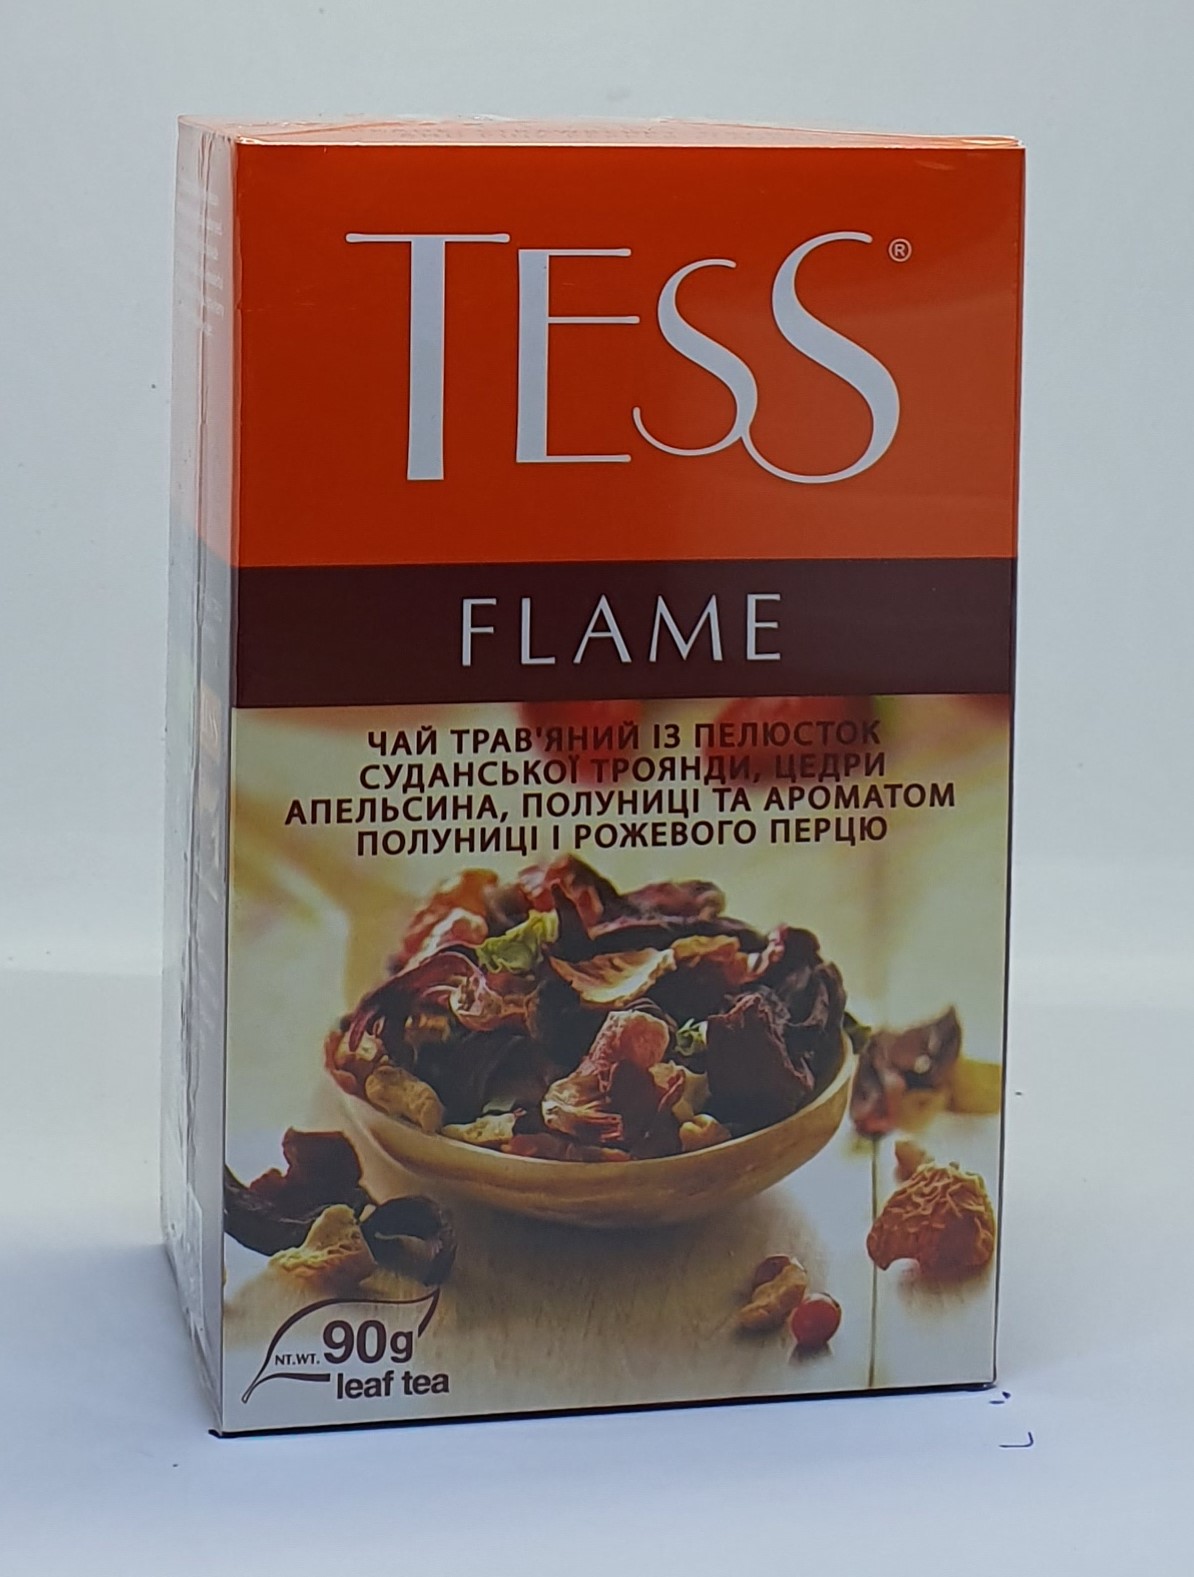 TESS®
FLAME
ЧАЙ ТРАВ'ЯНИЙ ІЗ ПЕЛЮСТОК
СУДАНСЬКОЇ ТРОЯНДИ, ЦЕДРИ
АПЕЛЬСИНА, ПОЛУНИЦІ ТА АРОМАТОМ
ПОЛУНИЦІ І РОЖЕВОГО ПЕРЦЮ
NT.WT. 90g
leaf tea